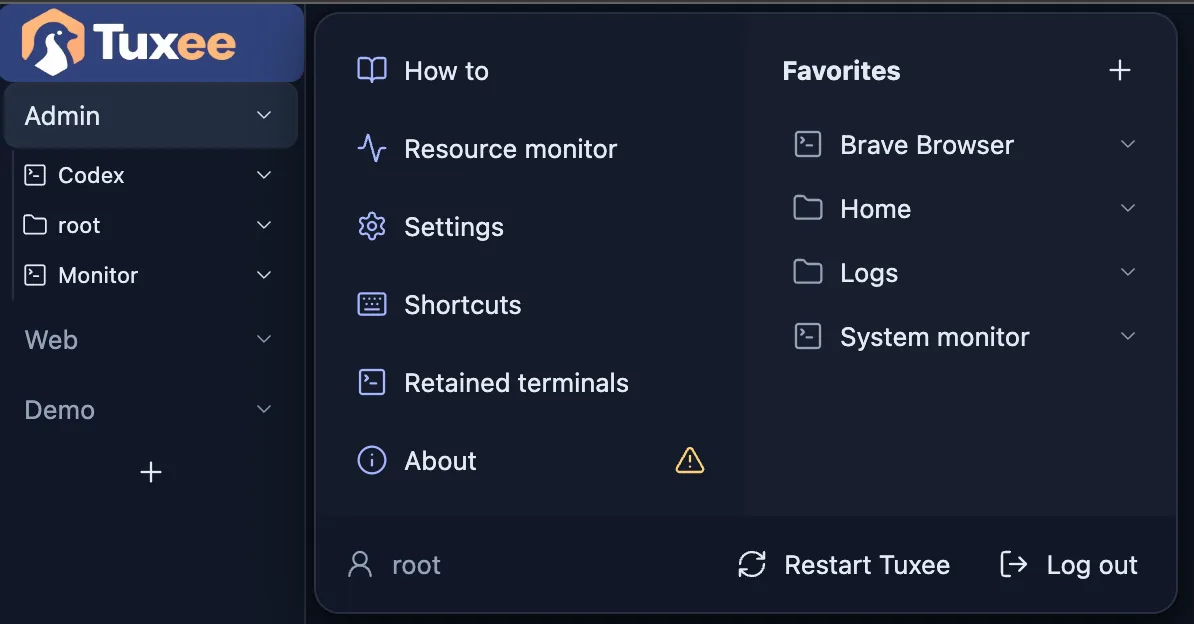 Tuxee
Admin
Codex
root
Monitor
Web
Demo
How to
Resource monitor
Settings
Shortcuts
Retained terminals
About
Favorites
Brave Browser
Home
Logs
System monitor
root
Restart Tuxee
Log out